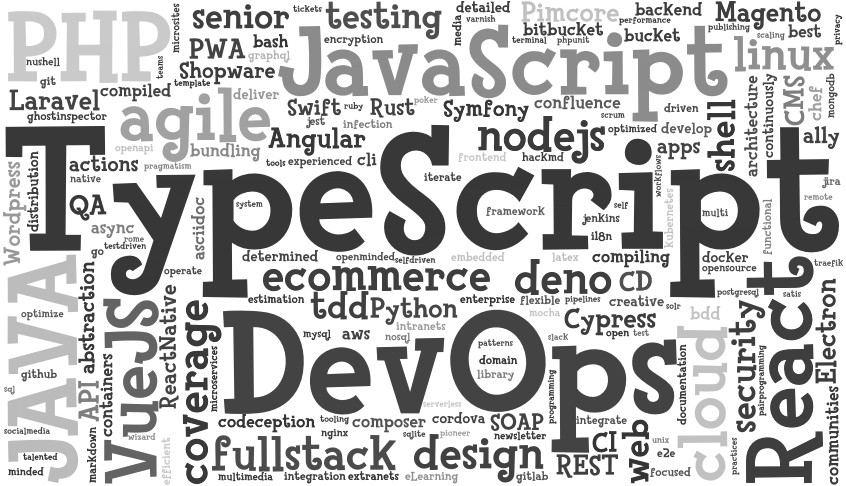 PHP
microsites
senior
tickets
testing
media
detailed
varnish
Pimcore
backend
performance
Magento
publishing
privacy
nushell
teams
PWA
bash
graphql
encryption
terminal
bitbucket
phpunit
bucket
scaling
best
git
Shopware
JavaScript
linux
Laravel
compiled
template
deliver
Swift
ruby
Rust
poker
Symfony
confluence
scrum
driven
architecture
continuously
CMS
chef
mongodb
ghostinspector
agile
jest
infection
Angular
nodejs
optimized
develop
shell
ally
openapi
bundling
tools
experienced
cli
frontend
hackmd
apps
Wordpress
distribution
actions
pragmatism
native
iterate
workflows
kubernetes
jira
remote
TypeScript
QA
system
framework
self
multi
functional
async
asciidoc
jenkins
i18n
rome
testdriven
go
determined
openminded
selfdriven
embedded
latex
compiling
docker
opensource
traefik
operate
JAVA
abstraction
ecommerce
deno
CD
postgresql
satis
estimation
enterprise
flexible
pipelines
creative
solr
optimize
VueJS
ReactNative
coverage
tdd
Python
mocha
Cypress
bdd
security
React
Electron
intranets
mysql
aws
nosql
slack
open
test
DevOps
patterns
domain
library
github
sql
API
containers
microservices
programming
documentation
cloud
pairprogramming
communities
serverless
socialmedia
codeception
tooling
composer
cordova
SOAP
integrate
wizard
nginx
sqlite
pioneer
newsletter
CI
web
unix
e2e
practices
talented
minded
markdown
efficient
fullstack
design
REST
focused
multimedia
integration
extranets
eLearning
gitlab